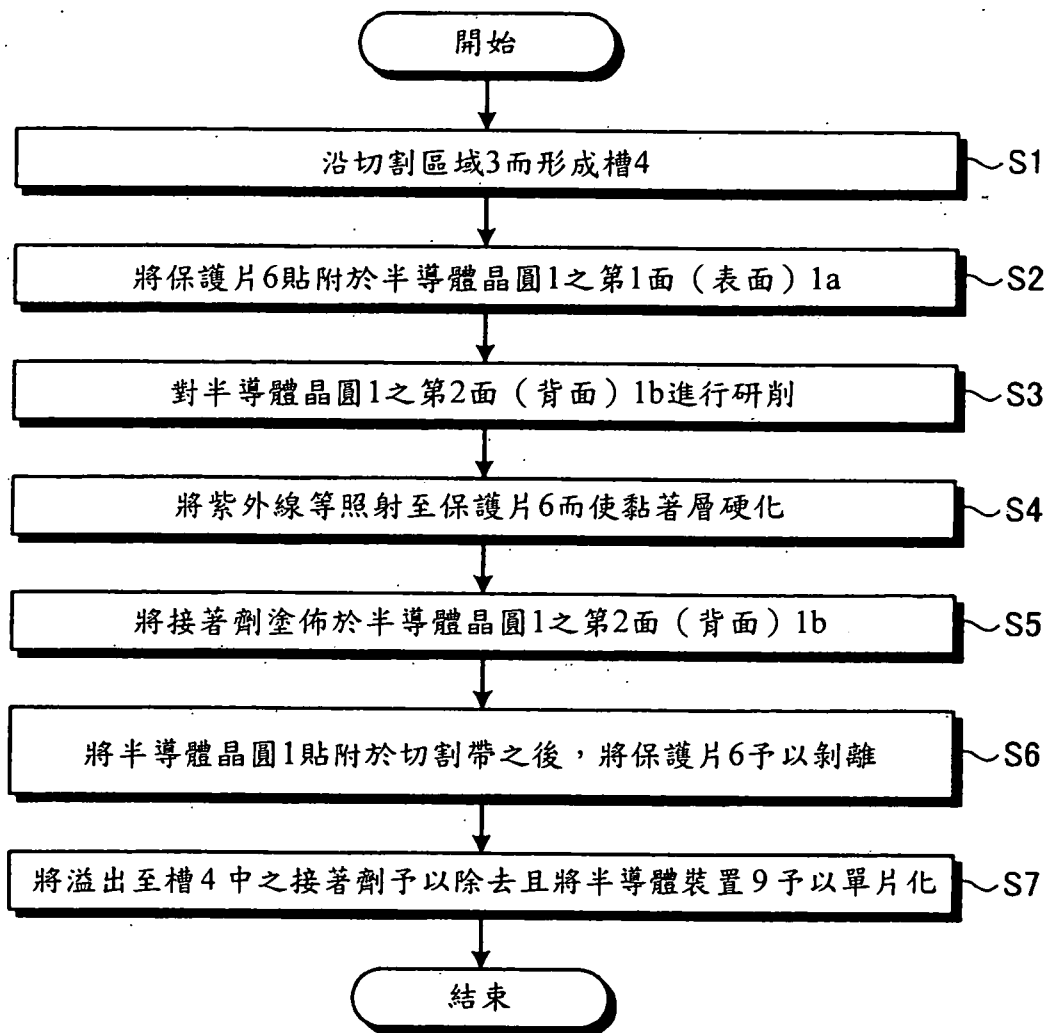 開始
沿切割區域3而形成槽4 S1
將保護片6貼附於半導體晶圓1之第1面（表面）1a S2
對半導體晶圓1之第2面（背面）1b進行研削 S3
將紫外線等照射至保護片6而使黏著層硬化 S4
將接著劑塗佈於半導體晶圓1之第2面（背面）1b S5
將半導體晶圓1貼附於切割帶之後，將保護片6予以剝離 S6
將溢出至槽4中之接著劑予以除去且將半導體裝置9予以單片化 S7
結束